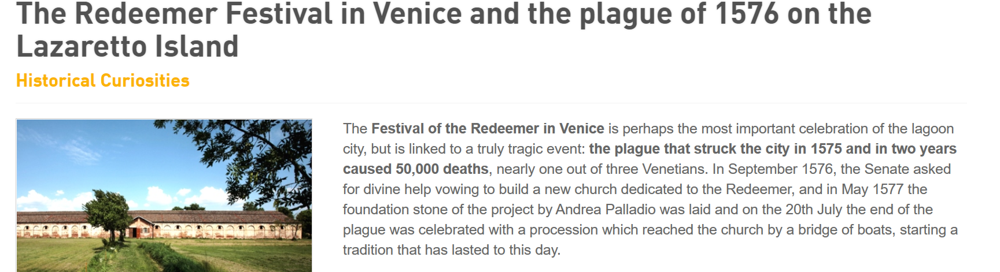 The Redeemer Festival in Venice and the plague of 1576 on the
Lazaretto Island
Historical Curiosities
The Festival of the Redeemer in Venice is perhaps the most important celebration of the lagoon
city, but is linked to a truly tragic event: the plague that struck the city in 1575 and in two years
caused 50,000 deaths, nearly one out of three Venetians. In September 1576, the Senate asked
for divine help vowing to build a new church dedicated to the Redeemer, and in May 1577 the
foundation stone of the project by Andrea Palladio was laid and on the 20th July the end of the
plague was celebrated with a procession which reached the church by a bridge of boats, starting a
tradition that has lasted to this day.